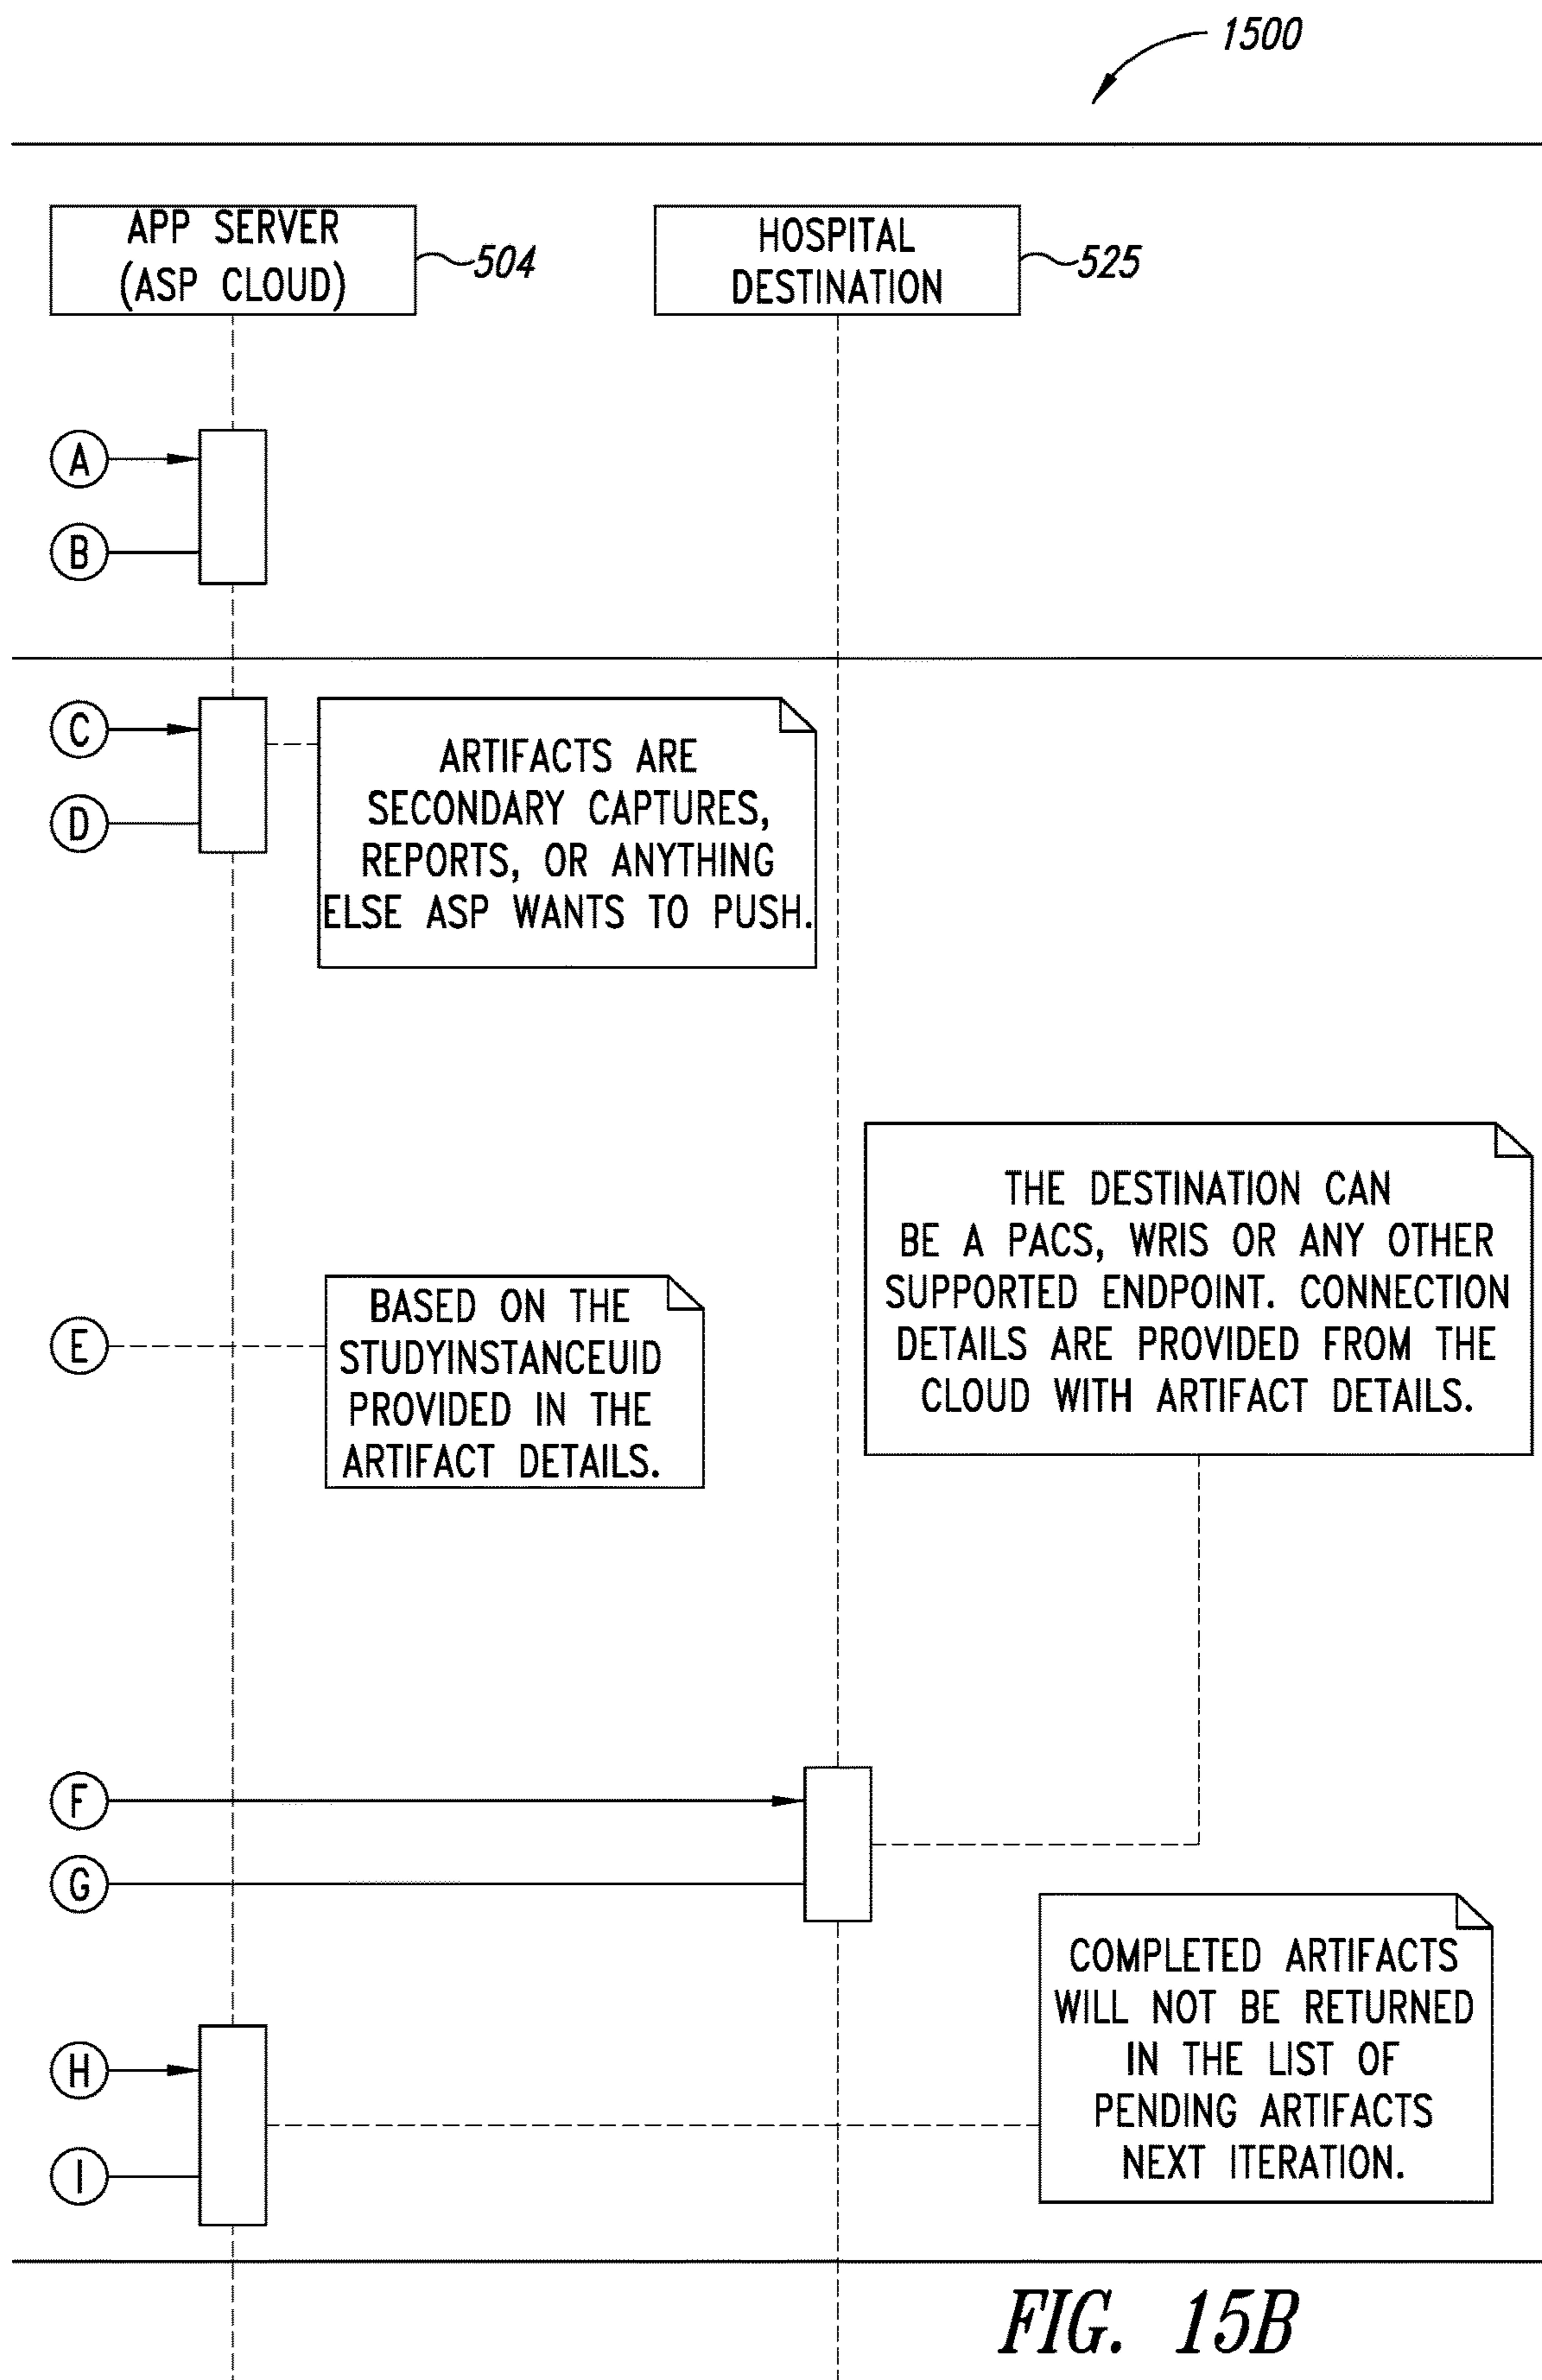 1500
APP SERVER
(ASP CLOUD)
504
HOSPITAL
DESTINATION
525
A
B
C
D
ARTIFACTS ARE
SECONDARY CAPTURES,
REPORTS, OR ANYTHING
ELSE ASP WANTS TO PUSH.
THE DESTINATION CAN
BE A PACS, WRIS OR ANY OTHER
SUPPORTED ENDPOINT. CONNECTION
DETAILS ARE PROVIDED FROM THE
CLOUD WITH ARTIFACT DETAILS.
E
BASED ON THE
STUDYINSTANCEUID
PROVIDED IN THE
ARTIFACT DETAILS.
F
G
H
I
COMPLETED ARTIFACTS
WILL NOT BE RETURNED
IN THE LIST OF
PENDING ARTIFACTS
NEXT ITERATION.
FIG. 15B